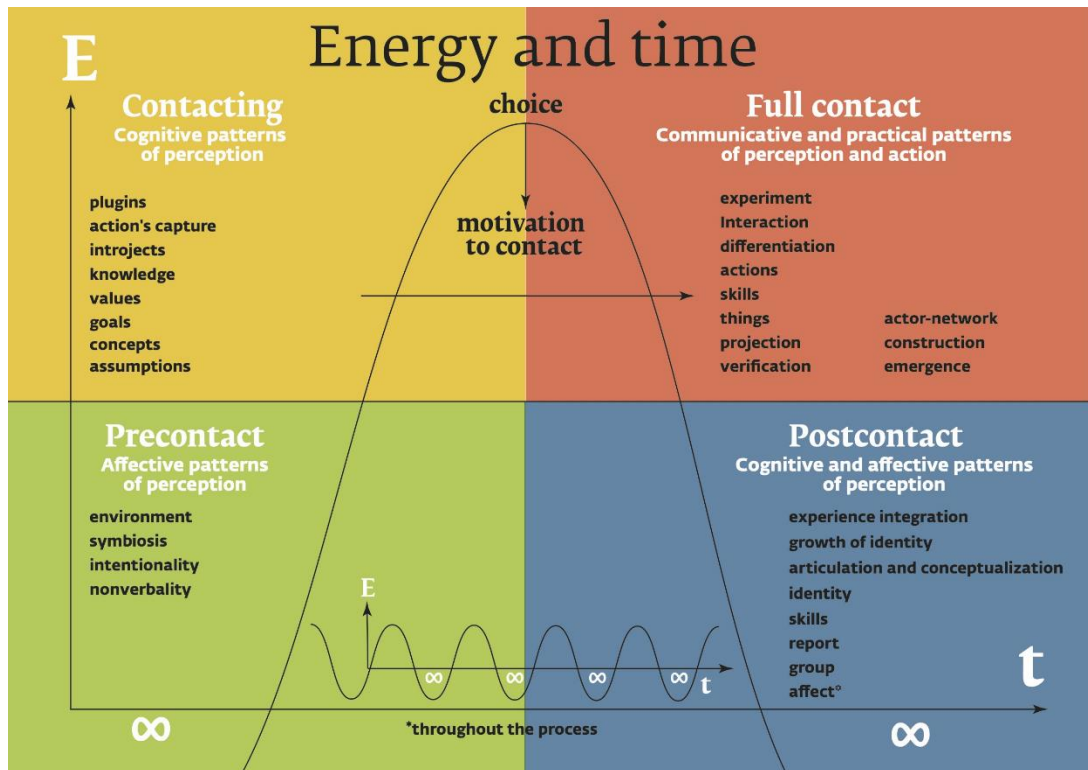 Energy and time
E
Contacting
Cognitive patterns
of perception
plugins
action's capture
introjects
knowledge
values
goals
concepts
assumptions
choice
motivation
to contact
Full contact
Communicative and practical patterns
of perception and action
experiment
Interaction
differentiation
actions
skills
things
projection
verification
actor-network
construction
emergence
Precontact
Affective patterns
of perception
environment
symbiosis
intentionality
nonverbality
E
∞ ∞ ∞ ∞
t
Postcontact
Cognitive and affective patterns
of perception
experience integration
growth of identity
articulation and conceptualization
identity
skills
report
group
affect°
t
∞
*throughout the process
∞